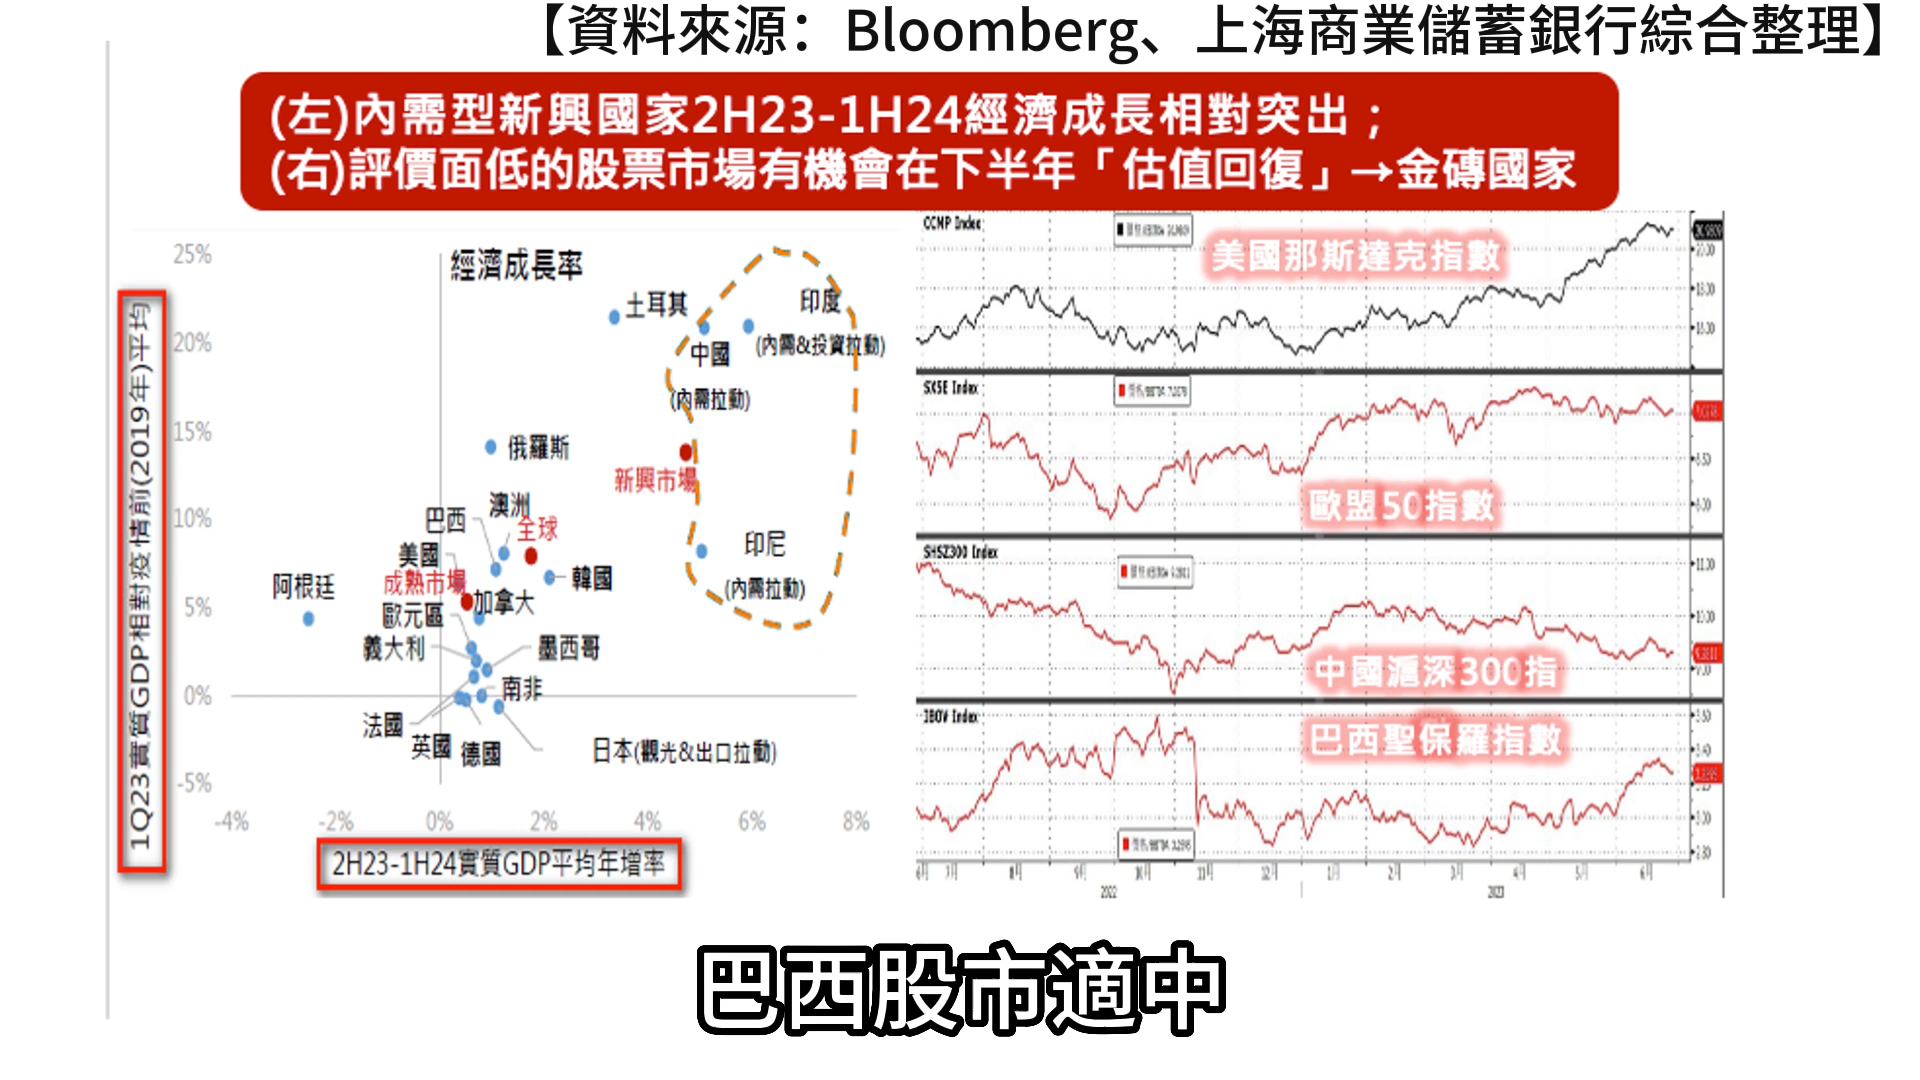 【資料來源：Bloomberg、上海商業儲蓄銀行綜合整理】
(左)內需型新興國家2H23-1H24經濟成長相對突出；
(右)評價面低的股票市場有機會在下半年「估值回復」→金磚國家
1Q23實質GDP相對疫情前(2019年)平均
25%
20%
15%
10%
5%
0%
-5%
經濟成長率
土耳其
印度
(內需&投資拉動)
中國
(內需拉動)
俄羅斯
新興市場
澳洲
巴西
全球
美國
印尼
(內需拉動)
成熟市場
韓國
阿根廷
加拿大
歐元區
義大利
墨西哥
南非
法國
英國
德國
日本(觀光&出口拉動)
-4%
-2%
0%
2%
4%
6%
8%
2H23-1H24實質GDP平均年增率
CCMP Index
美國那斯達克指數
SX5E Index
歐盟50指數
SHSZ300 Index
中國滬深300指
IBOV Index
巴西聖保羅指數
2022
2023
巴西股市適中